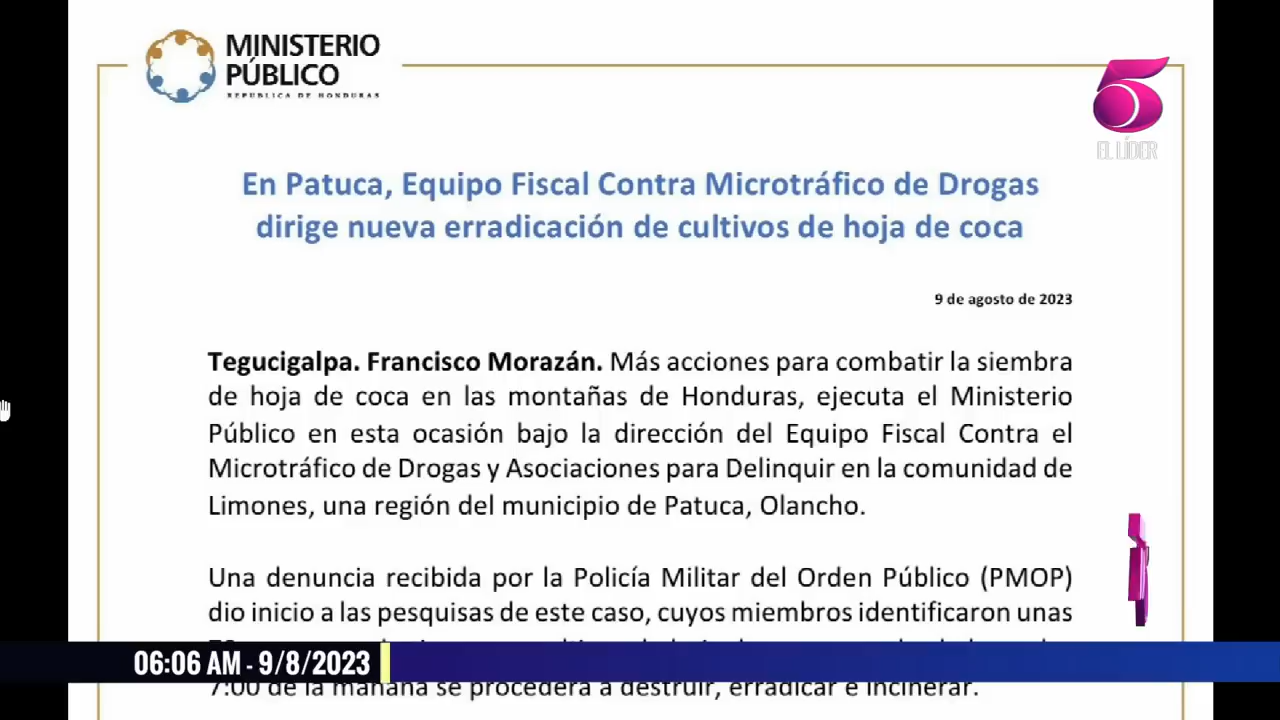 MINISTERIO
PÚBLICO
REPÚBLICA DE HONDURAS
5
EL LÍDER
En Patuca, Equipo Fiscal Contra Microtráfico de Drogas
dirige nueva erradicación de cultivos de hoja de coca
9 de agosto de 2023
Tegucigalpa. Francisco Morazán. Más acciones para combatir la siembra
de hoja de coca en las montañas de Honduras, ejecuta el Ministerio
Público en esta ocasión bajo la dirección del Equipo Fiscal Contra el
Microtráfico de Drogas y Asociaciones para Delinquir en la comunidad de
Limones, una región del municipio de Patuca, Olancho.
Una denuncia recibida por la Policía Militar del Orden Público (PMOP)
dio inicio a las pesquisas de este caso, cuyos miembros identificaron unas
06:06 AM - 9/8/2023
7:00 de la mañana se procederá a destruir, erradicar e incinerar.